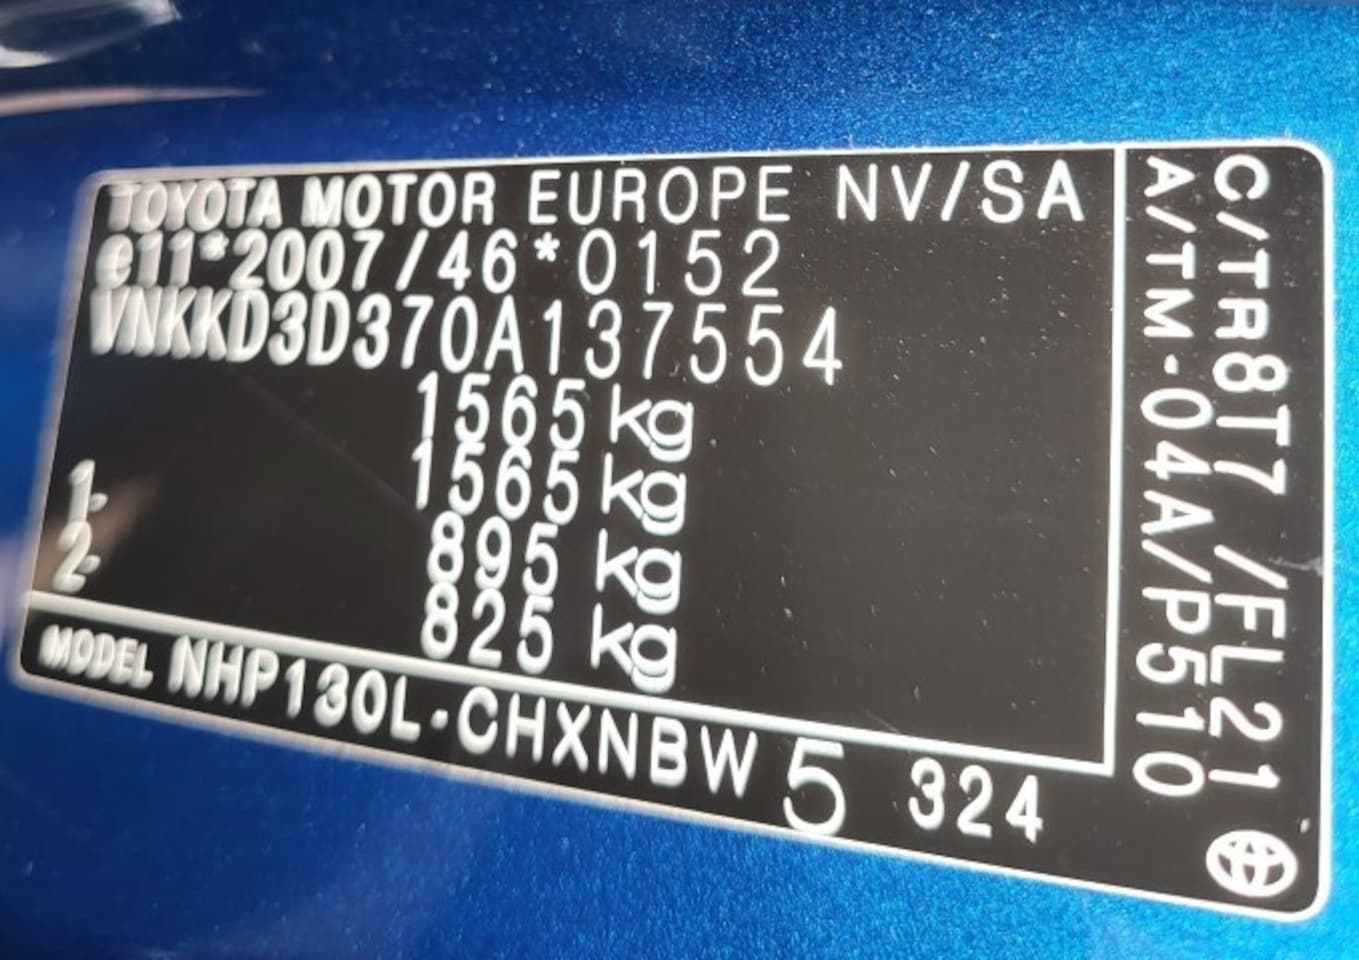 TOYOTA MOTOR EUROPE NV/SA
e11*2007/46*0152
VNKKD3D370A137554
1565 kg
1565 kg
1- 895 kg
2- 825 kg
MODEL NHP130L-CHXNBW 5 324
C/TR8T7 /FL21
A/TM-04A/P510